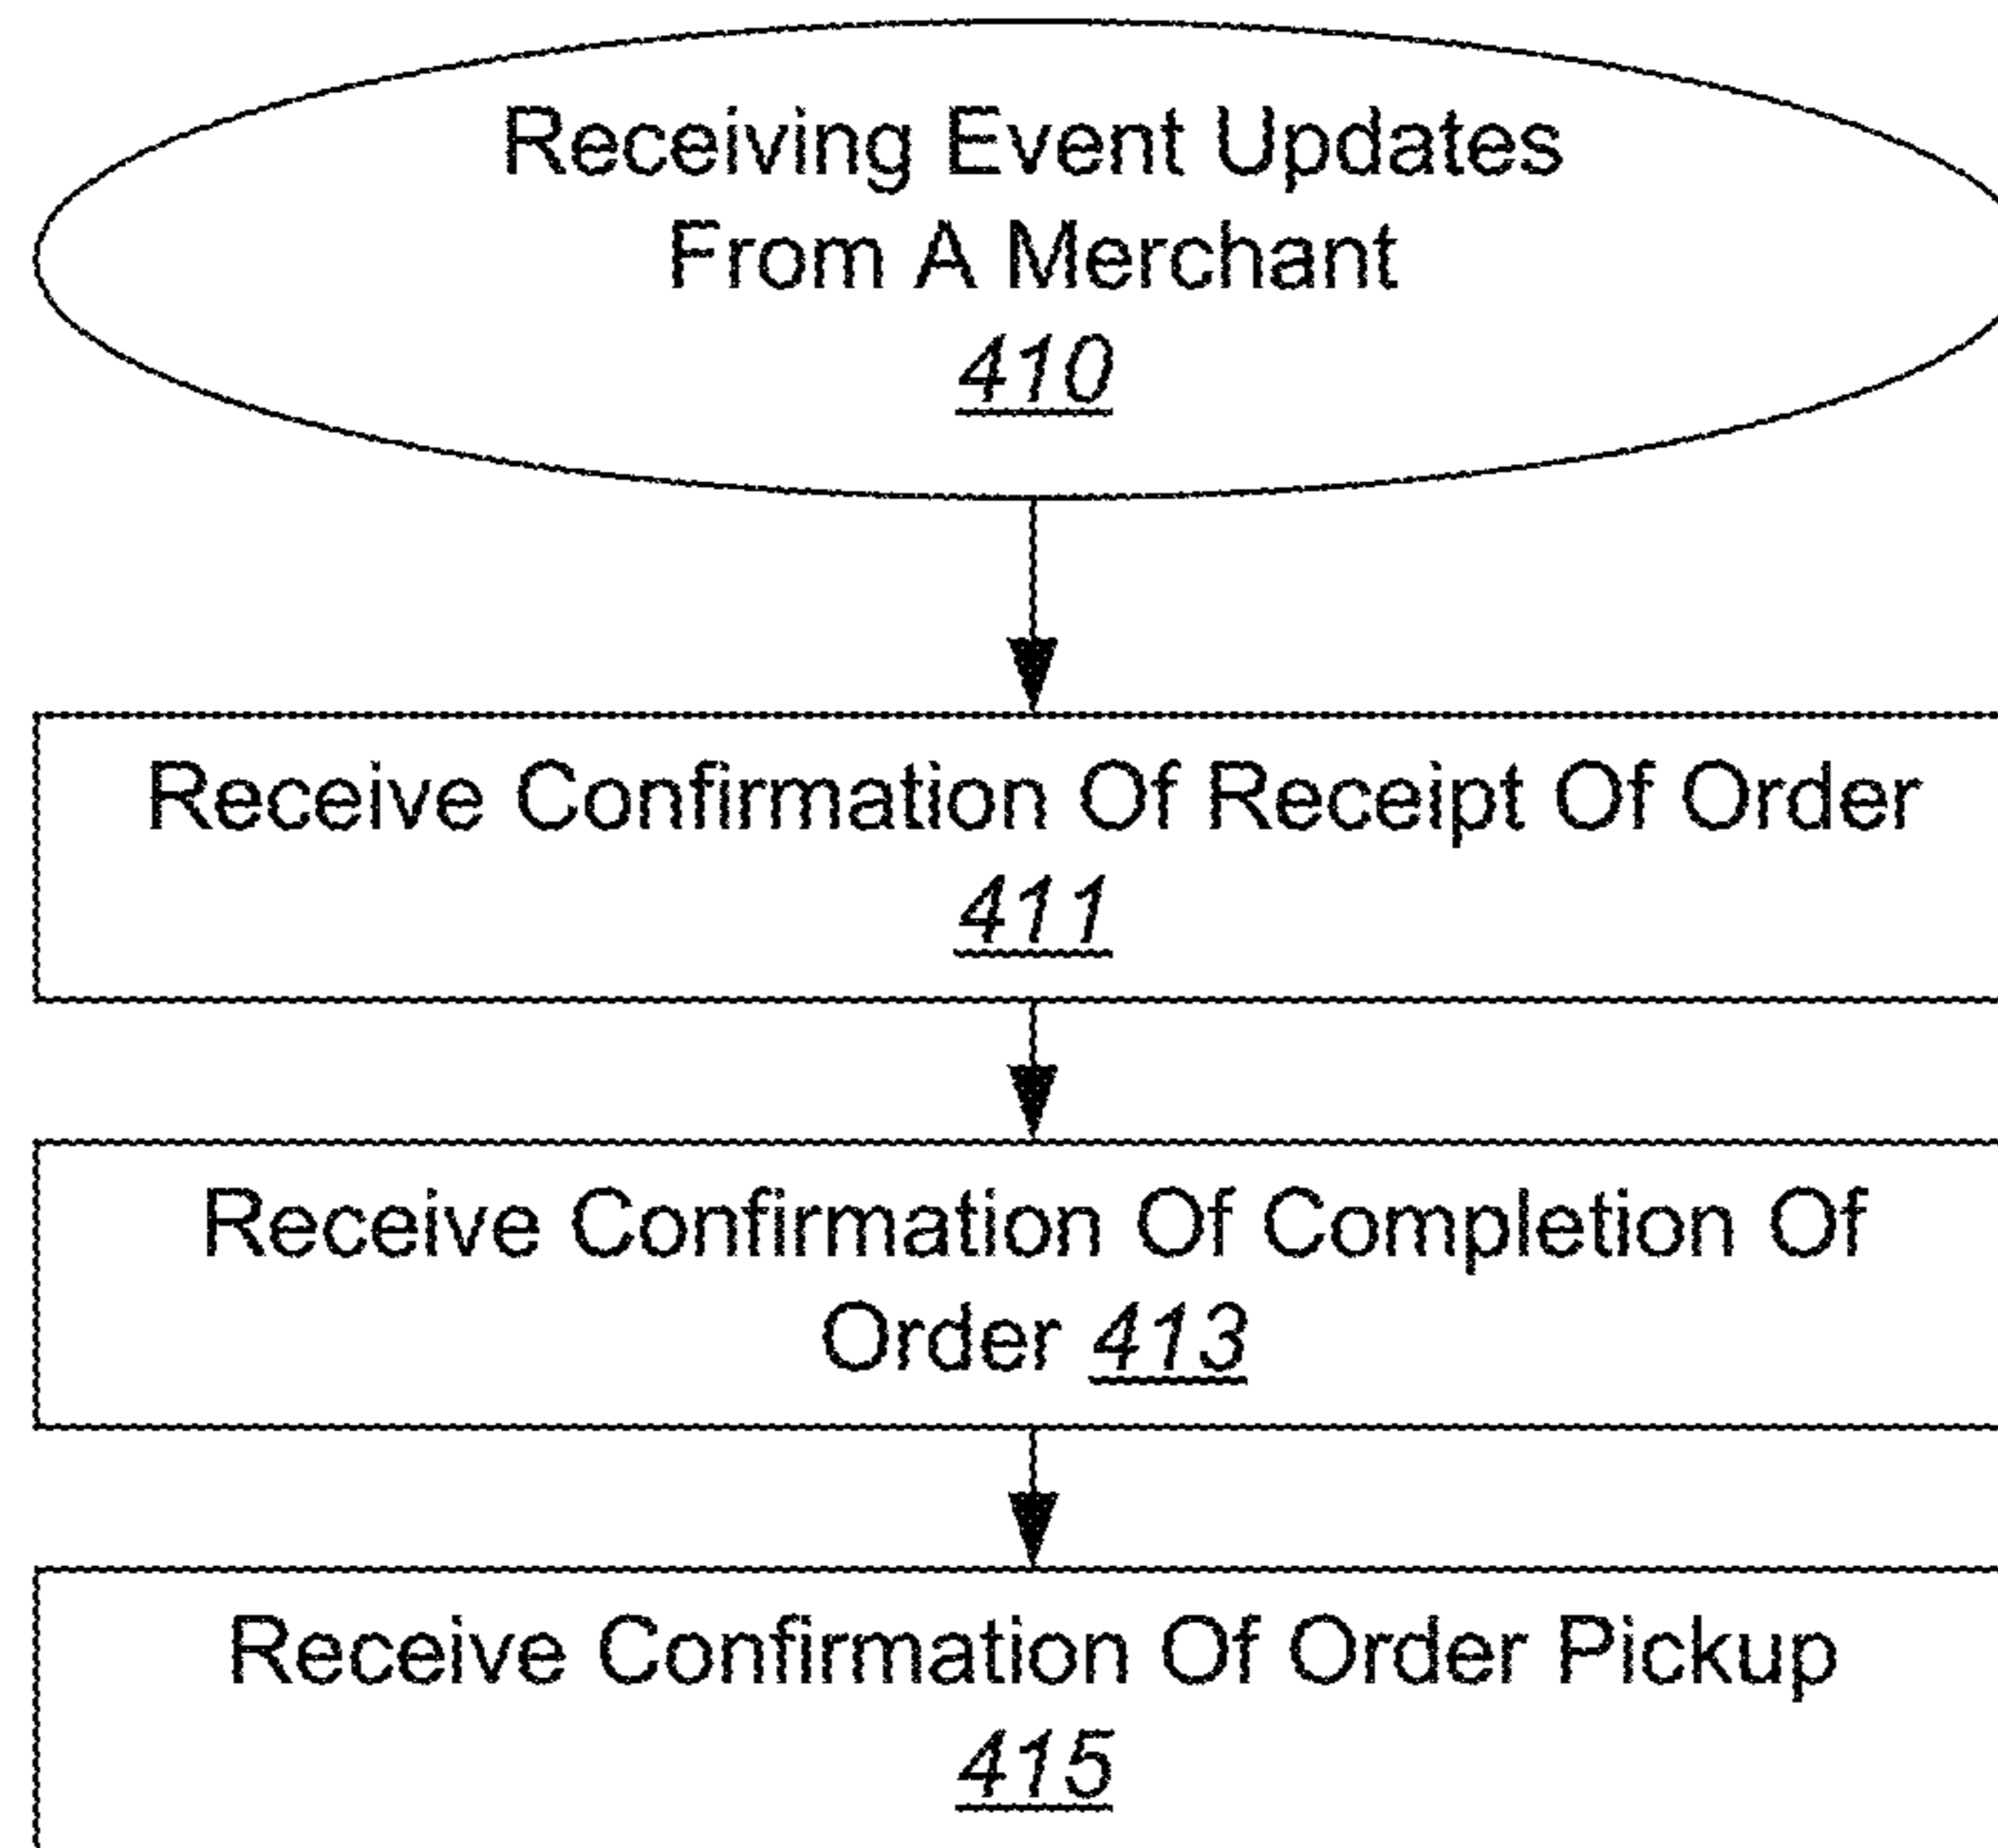 Receiving Event Updates
From A Merchant
410
Receive Confirmation Of Receipt Of Order
411
Receive Confirmation Of Completion Of
Order 413
Receive Confirmation Of Order Pickup
415